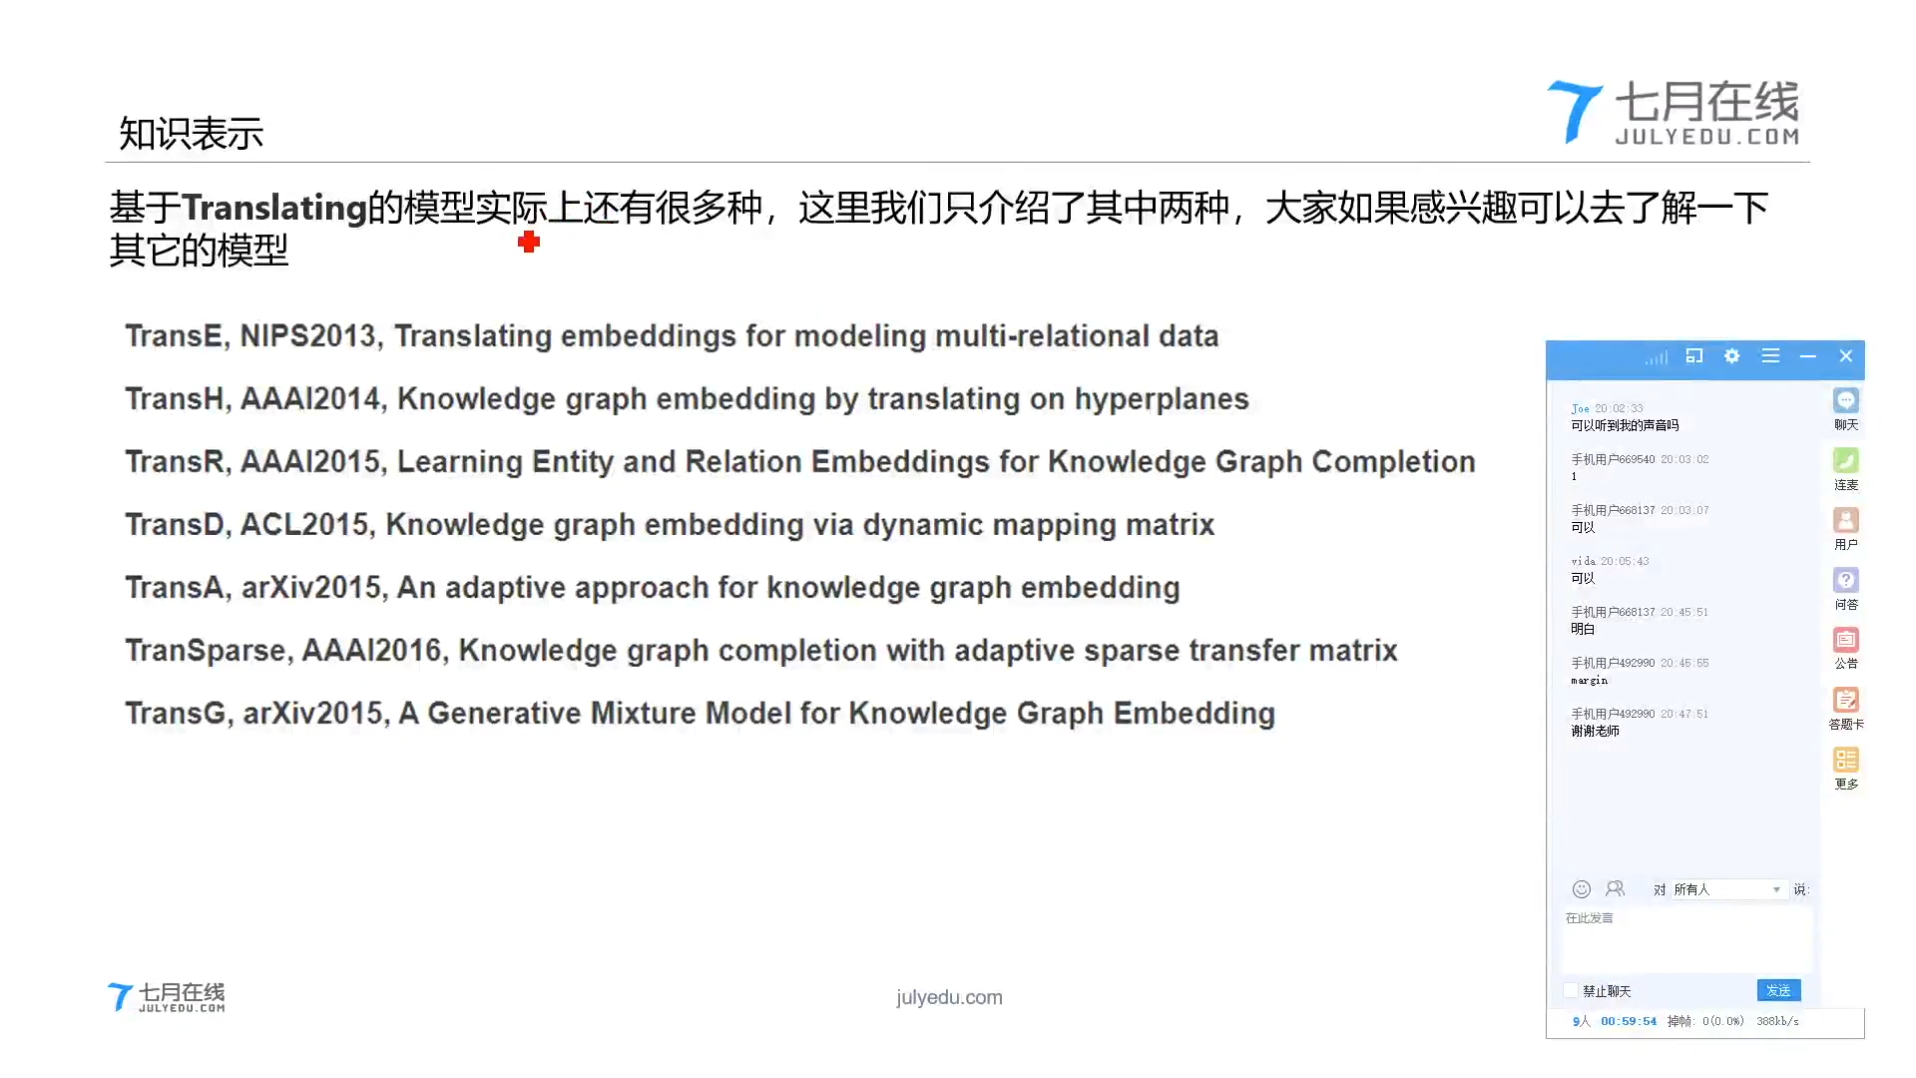 七月在线
JULYEDU.COM
知识表示
基于Translating的模型实际上还有很多种，这里我们只介绍了其中两种，大家如果感兴趣可以去了解一下
其它的模型
TransE, NIPS2013, Translating embeddings for modeling multi-relational data
TransH, AAAI2014, Knowledge graph embedding by translating on hyperplanes
TransR, AAAI2015, Learning Entity and Relation Embeddings for Knowledge Graph Completion
TransD, ACL2015, Knowledge graph embedding via dynamic mapping matrix
TransA, arXiv2015, An adaptive approach for knowledge graph embedding
TranSparse, AAAI2016, Knowledge graph completion with adaptive sparse transfer matrix
TransG, arXiv2015, A Generative Mixture Model for Knowledge Graph Embedding
Joe 20:02:33
可以听到我的声音吗
手机用户669540 20:03:02
1
手机用户668137 20:03:07
可以
vida 20:05:43
可以
手机用户668137 20:45:51
明白
手机用户492990 20:45:55
margin
手机用户492990 20:47:51
谢谢老师
聊天
连麦
用户
问答
公告
答题卡
更多
对 所有人 说:
在此发言
禁止聊天
发送
9人 00:59:54 掉帧: 0(0.0%) 388kb/s
七月在线
JULYEDU.COM
julyedu.com